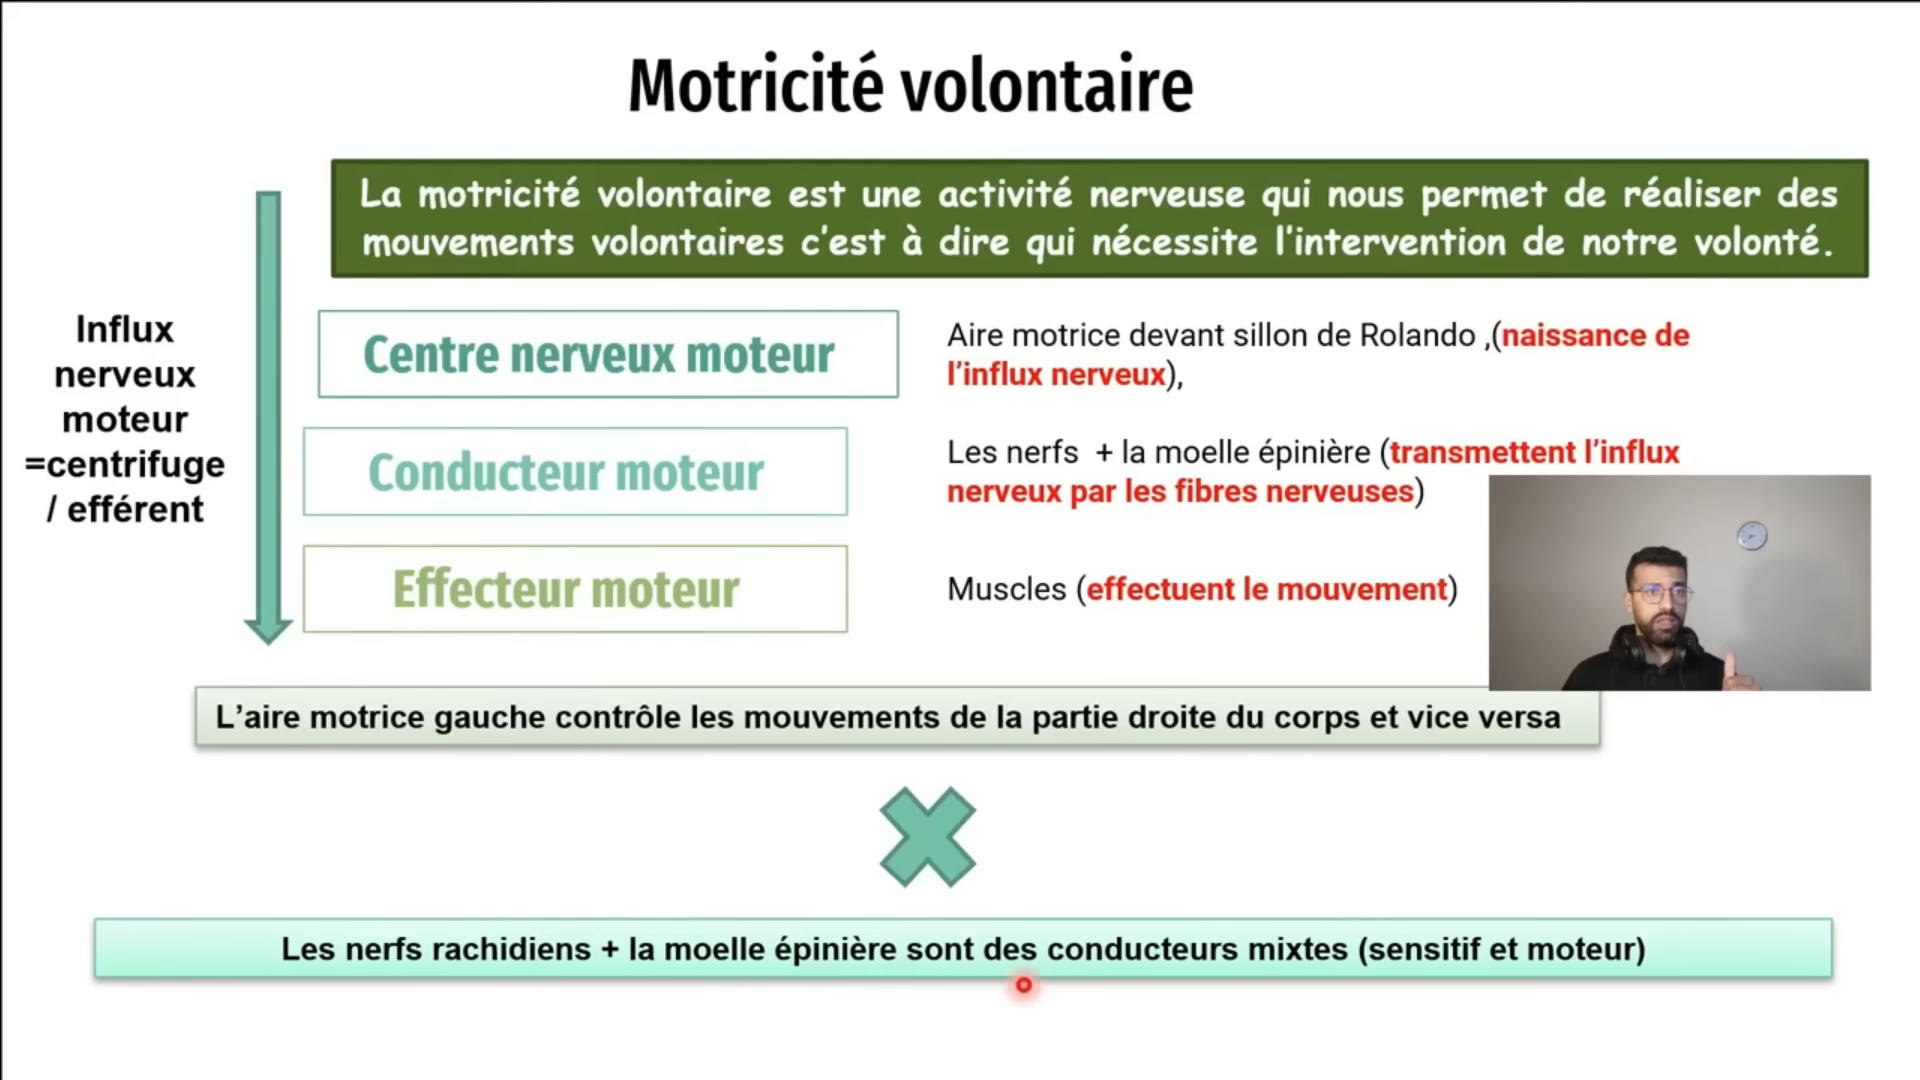 Motricité volontaire
La motricité volontaire est une activité nerveuse qui nous permet de réaliser des
mouvements volontaires c'est à dire qui nécessite l'intervention de notre volonté.
Influx
nerveux
moteur
=centrifuge
/ efférent
Centre nerveux moteur
Aire motrice devant sillon de Rolando ,(naissance de
l'influx nerveux),
Conducteur moteur
Les nerfs + la moelle épinière (transmettent l'influx
nerveux par les fibres nerveuses)
Effecteur moteur
Muscles (effectuent le mouvement)
L'aire motrice gauche contrôle les mouvements de la partie droite du corps et vice versa
Les nerfs rachidiens + la moelle épinière sont des conducteurs mixtes (sensitif et moteur)